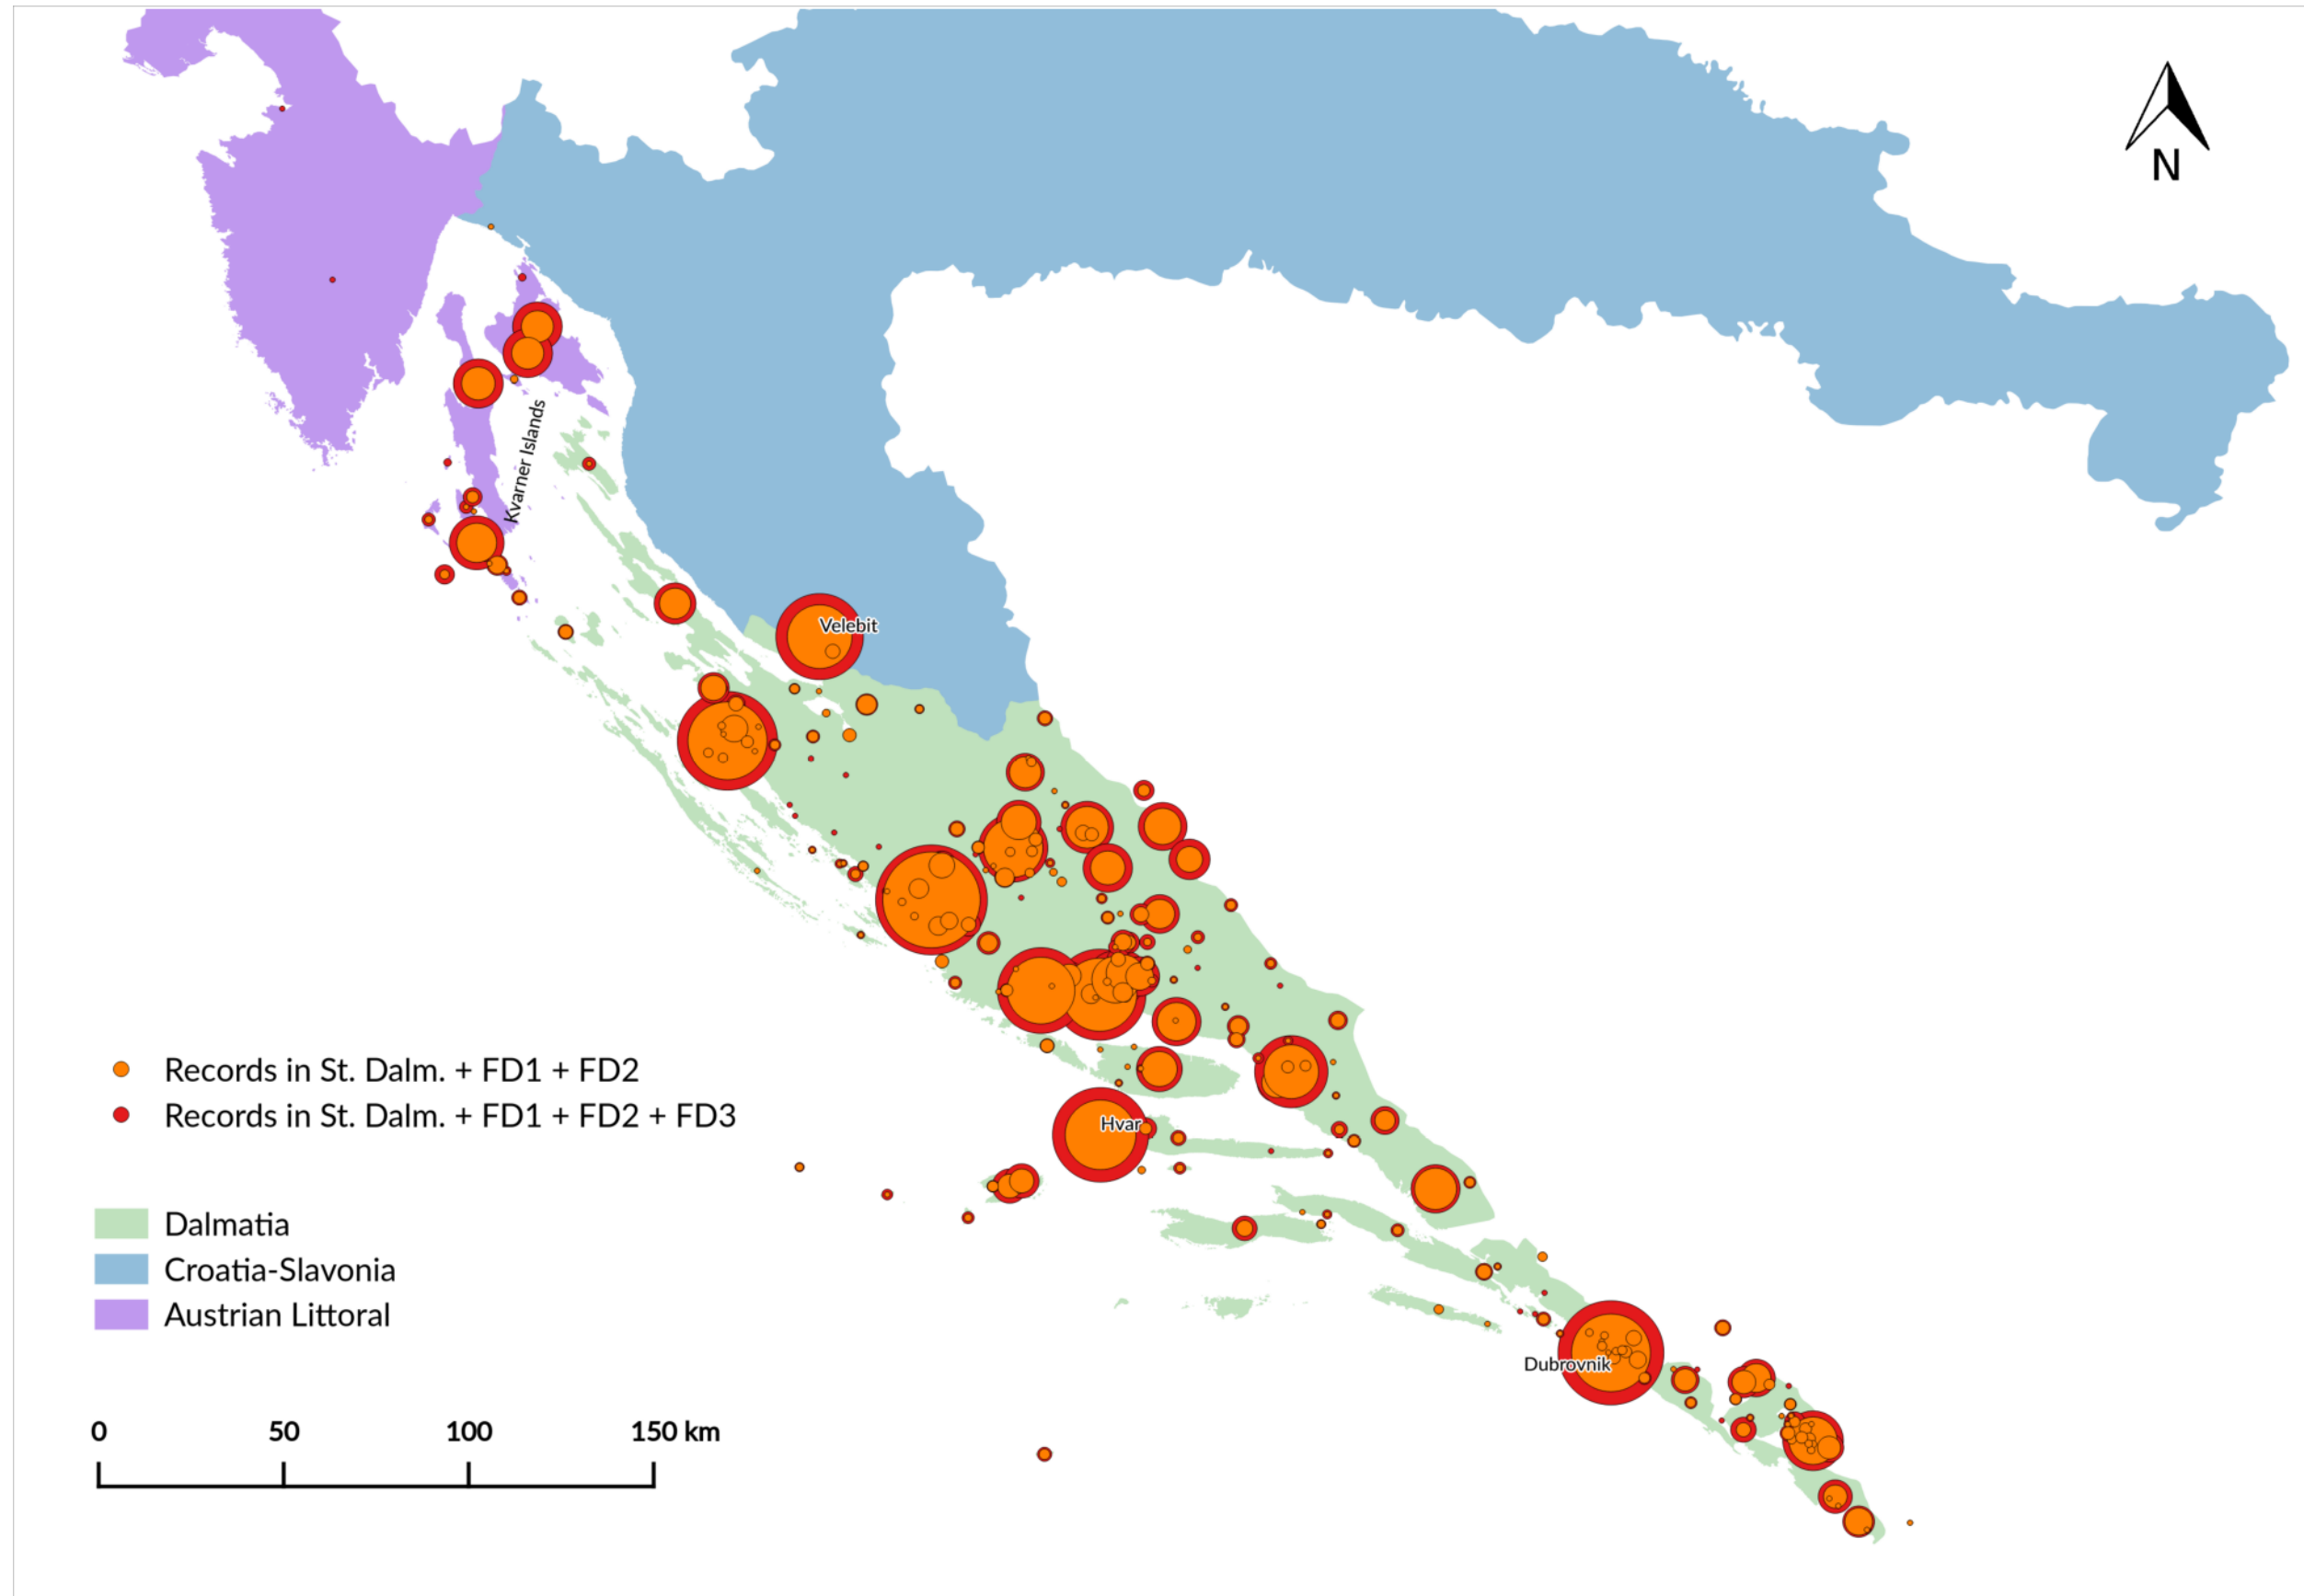 N
Kvarner Islands
Velebit
Records in St. Dalm. + FD1 + FD2
Records in St. Dalm. + FD1 + FD2 + FD3
Hvar
Dalmatia
Croatia-Slavonia
Austrian Littoral
Dubrovnik
0 50 100 150 km